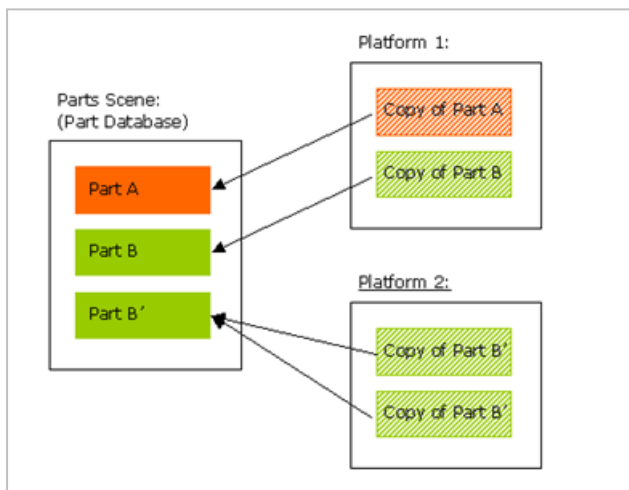 Parts Scene:
(Part Database)
Part A
Part B
Part B′
Platform 1:
Copy of Part A
Copy of Part B
Platform 2:
Copy of Part B′
Copy of Part B′